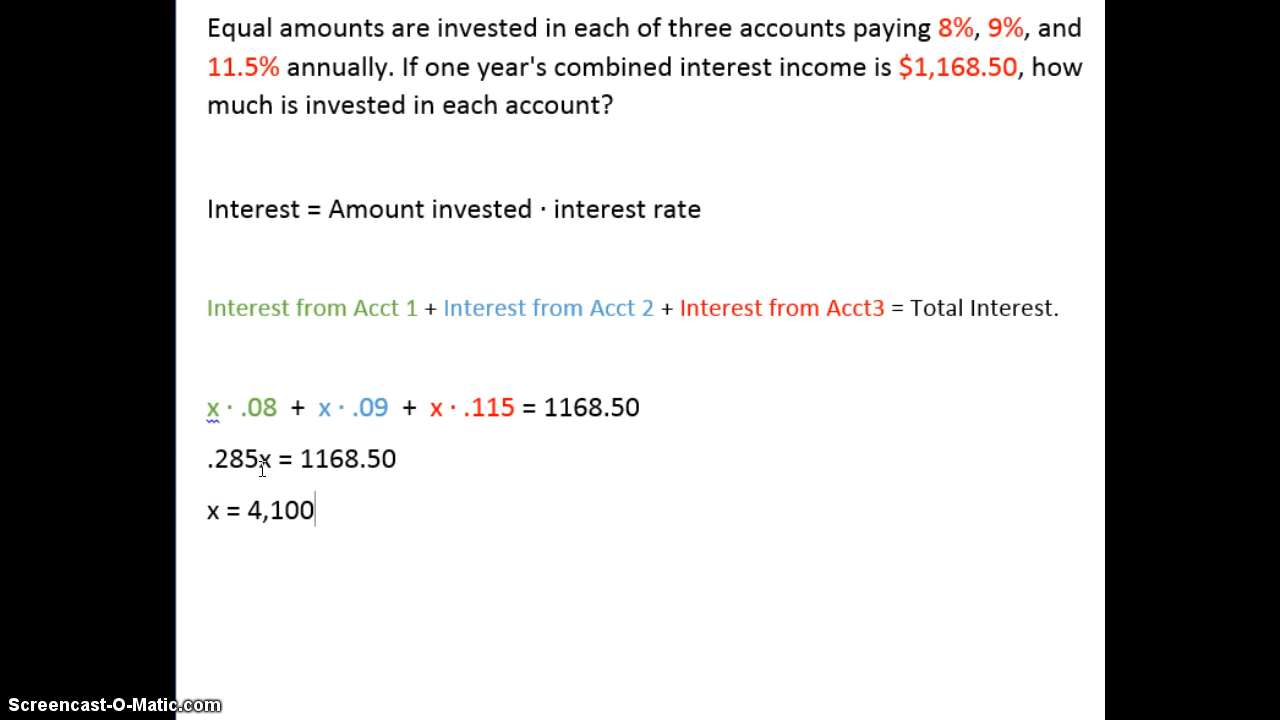 Equal amounts are invested in each of three accounts paying 8%, 9%, and
11.5% annually. If one year's combined interest income is $1,168.50, how
much is invested in each account?
Interest = Amount invested · interest rate
Interest from Acct 1 + Interest from Acct 2 + Interest from Acct3 = Total Interest.
x · .08 + x · .09 + x · .115 = 1168.50
.285x = 1168.50
x = 4,100
Screencast-O-Matic.com